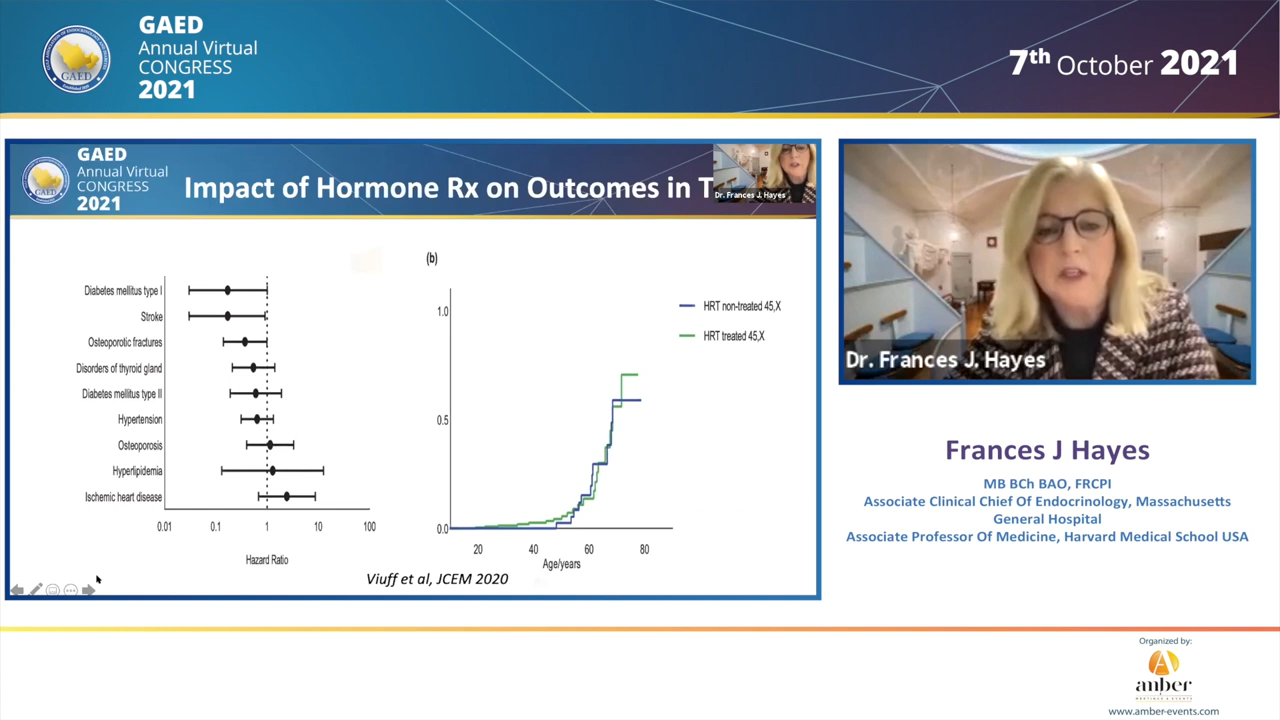 GAED
Annual Virtual
CONGRESS
2021
GAED
7th October 2021
GAED
Annual Virtual
CONGRESS
2021
GAED
Impact of Hormone Rx on Outcomes in T
Dr. Frances J. Hayes
Diabetes mellitus type I
Stroke
Osteoporotic fractures
Disorders of thyroid gland
Diabetes mellitus type II
Hypertension
Osteoporosis
Hyperlipidemia
Ischemic heart disease
0.01 0.1 1 10 100
Hazard Ratio
(b)
1.0
0.5
0.0
20 40 60 80
Age/years
HRT non-treated 45,X
HRT treated 45,X
Viuff et al, JCEM 2020
Dr. Frances J. Hayes
Frances J Hayes
MB BCh BAO, FRCPI
Associate Clinical Chief Of Endocrinology, Massachusetts
General Hospital
Associate Professor Of Medicine, Harvard Medical School USA
Organized by:
anber
www.amber-events.com